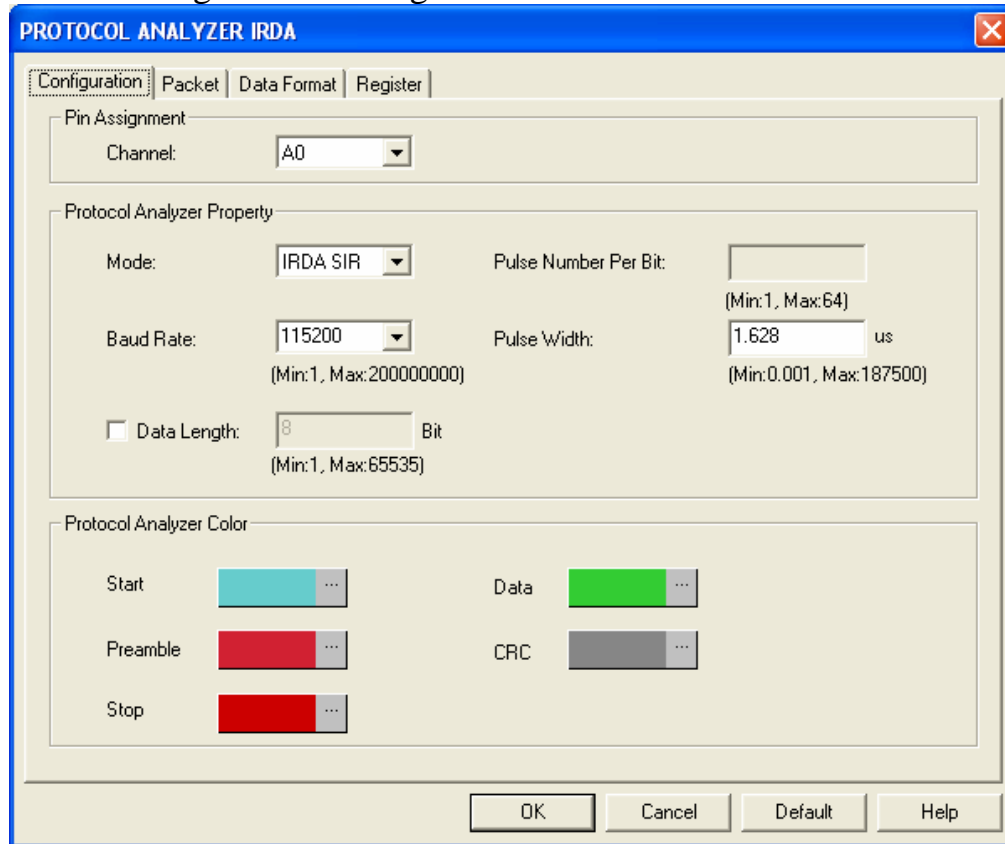 PROTOCOL ANALYZER IRDA
Configuration Packet Data Format Register
Pin Assignment
Channel: A0
Protocol Analyzer Property
Mode: IRDA SIR Pulse Number Per Bit:
(Min:1, Max:64)
Baud Rate: 115200 Pulse Width: 1.628 us
(Min:1, Max:200000000) (Min:0.001, Max:187500)
Data Length: 8 Bit
(Min:1, Max:65535)
Protocol Analyzer Color
Start ... Data ...
Preamble ... CRC ...
Stop ...
OK Cancel Default Help